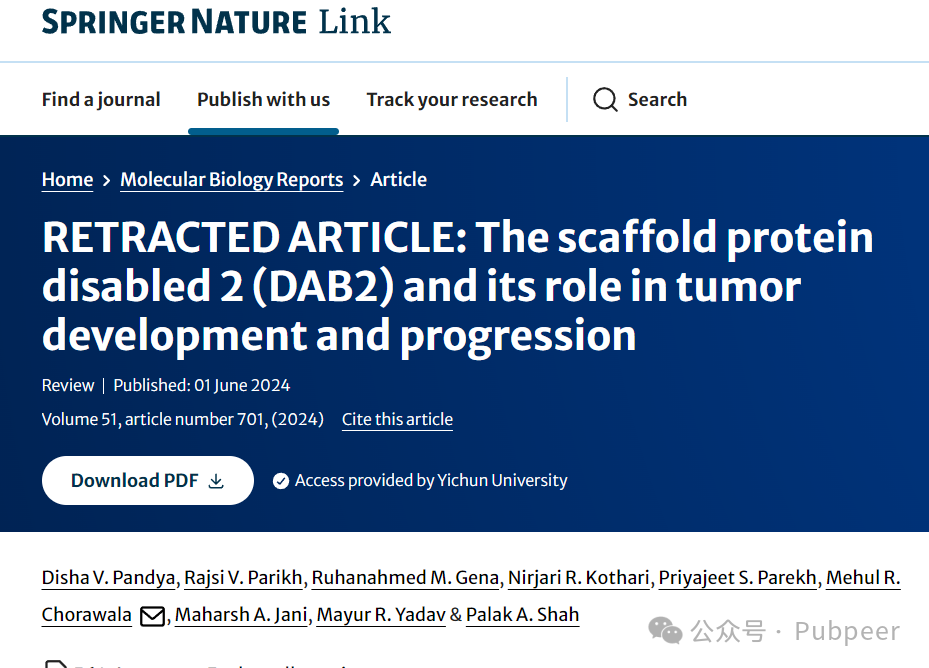 SPRINGER NATURE Link
Find a journal Publish with us Track your research Search
Home > Molecular Biology Reports > Article
RETRACTED ARTICLE: The scaffold protein
disabled 2 (DAB2) and its role in tumor
development and progression
Review | Published: 01 June 2024
Volume 51, article number 701, (2024) Cite this article
Download PDF Access provided by Yichun University
Disha V. Pandya, Rajsi V. Parikh, Ruhanahmed M. Gena, Nirjari R. Kothari, Priyajeet S. Parekh, Mehul R.
Chorawala, Maharsh A. Jani, Mayur R. Yadav & Palak A. Shah
公众号 · Pubpeer